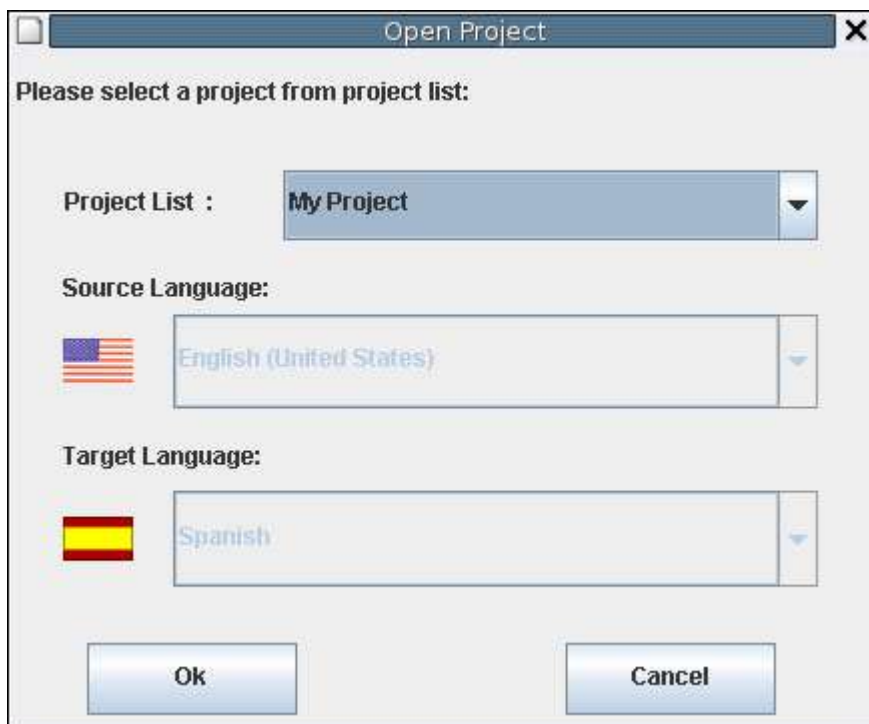 Open Project
Please select a project from project list:
Project List :
My Project
Source Language:
English (United States)
Target Language:
Spanish
Ok
Cancel